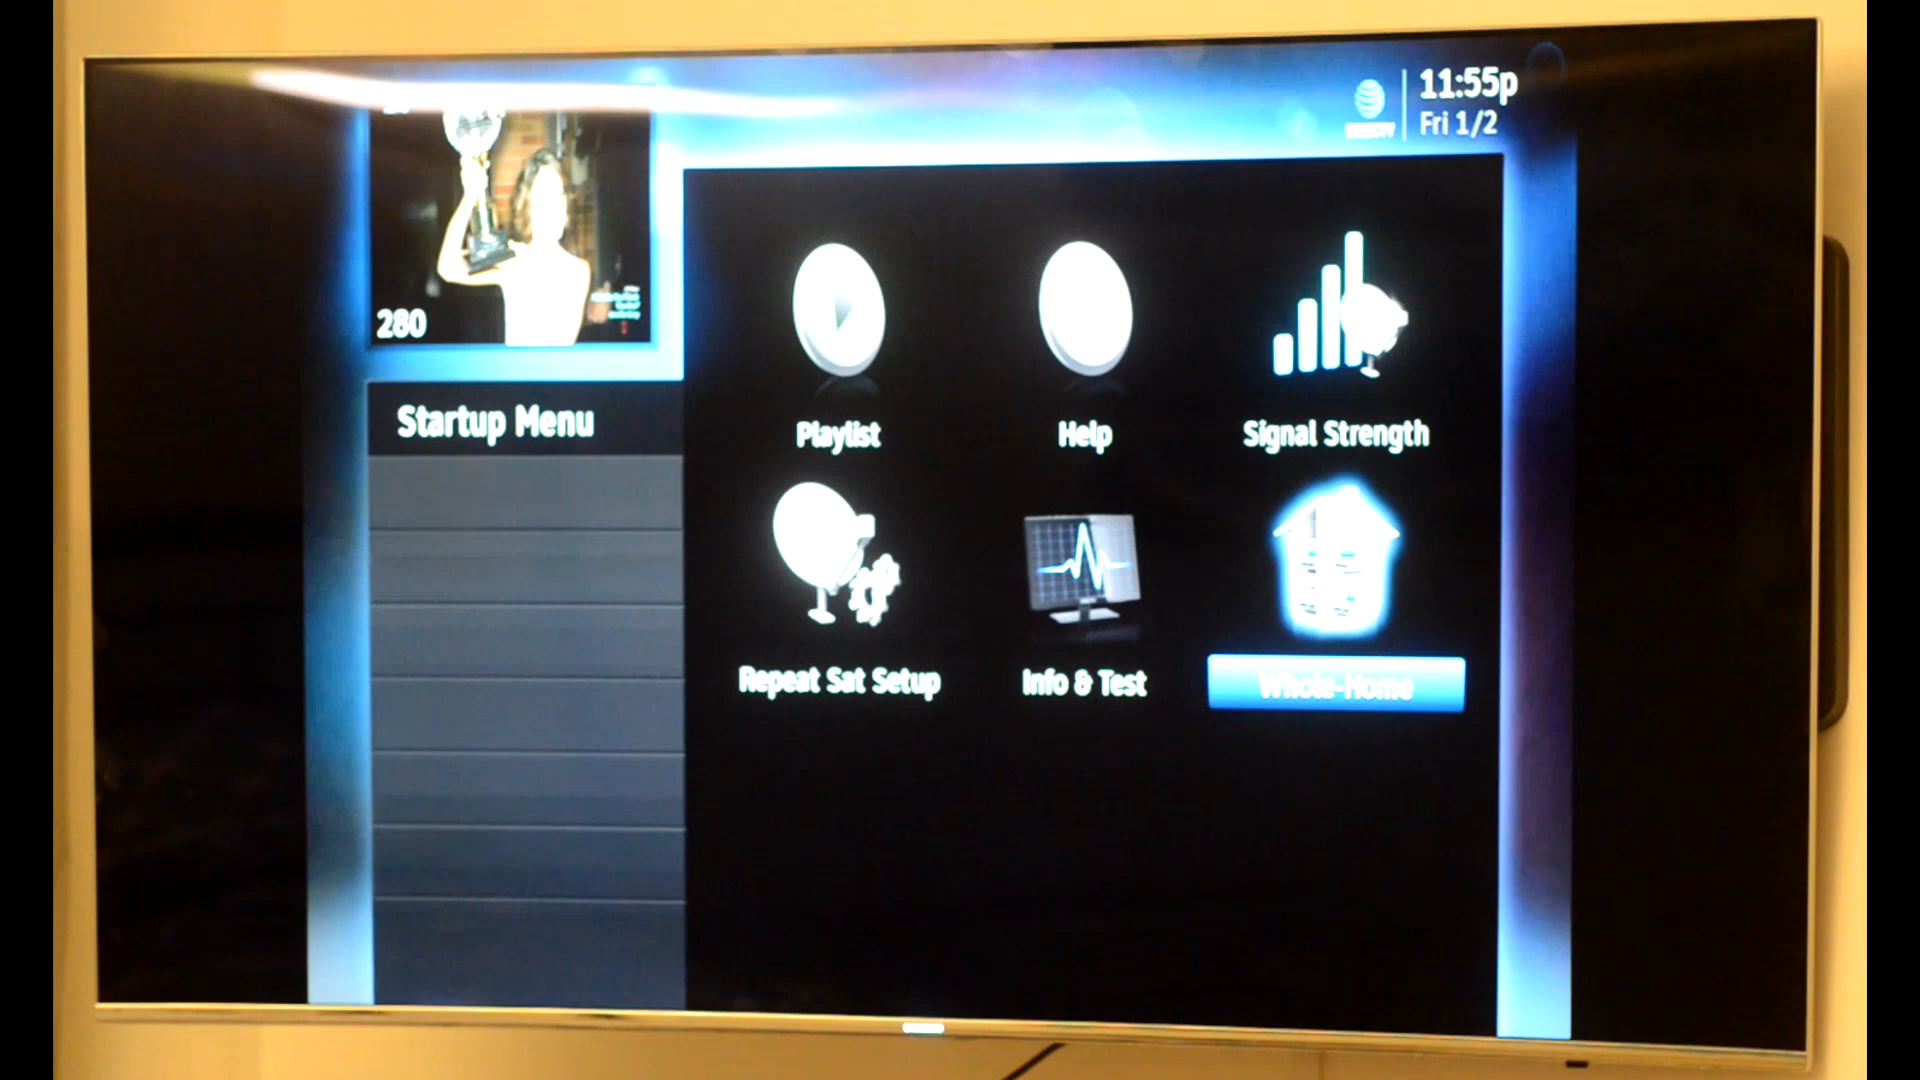 11:55p
Fri 1/2
280
Startup Menu
Playlist
Help
Signal Strength
Repeat Sat Setup
Info & Test
Whole-Home